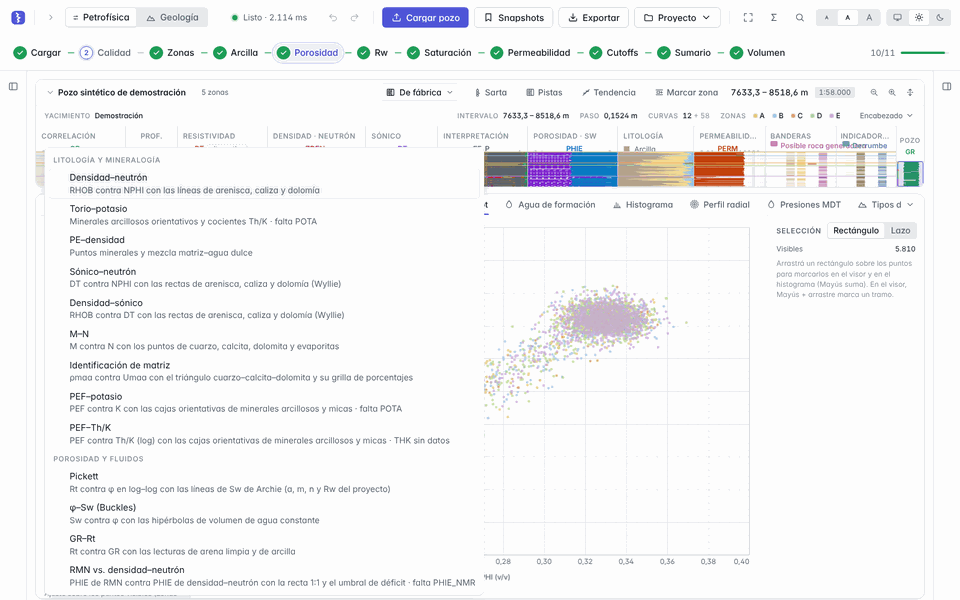 Petrofísica Geología Listo · 2.114 ms Cargar pozo Snapshots Exportar Proyecto Σ A A A
Cargar 2 Calidad Zonas Arcilla Porosidad Rw Saturación Permeabilidad Cutoffs Sumario Volumen 10/11
Pozo sintético de demostración 5 zonas De fábrica Sarta Pistas Tendencia Marcar zona 7633,3 – 8518,6 m 1:58.000
YACIMIENTO Demostración INTERVALO 7633,3 – 8518,6 m PASO 0,1524 m CURVAS 12 + 58 ZONAS A B C D E Encabezado
CORRELACIÓN PROF. RESISTIVIDAD DENSIDAD · NEUTRÓN SÓNICO INTERPRETACIÓN POROSIDAD · SW LITOLOGÍA PERMEABILID... BANDERAS INDICADOR... POZO
PHIE Arcilla PERM Posible roca Derrumbe GR
LITOLOGÍA Y MINERALOGÍA
Densidad–neutrón
RHOB contra NPHI con las líneas de arenisca, caliza y dolomía
Torio–potasio
Minerales arcillosos orientativos y cocientes Th/K · falta POTA
PE–densidad
Puntos minerales y mezcla matriz–agua dulce
Sónico–neutrón
DT contra NPHI con las rectas de arenisca, caliza y dolomía (Wyllie)
Densidad–sónico
RHOB contra DT con las rectas de arenisca, caliza y dolomía (Wyllie)
M–N
M contra N con los puntos de cuarzo, calcita, dolomita y evaporitas
Identificación de matriz
ρmaa contra Umaa con el triángulo cuarzo–calcita–dolomita y su grilla de porcentajes
PEF–potasio
PEF contra K con las cajas orientativas de minerales arcillosos y micas · falta POTA
PEF–Th/K
PEF contra Th/K (log) con las cajas orientativas de minerales arcillosos y micas · THK sin datos
POROSIDAD Y FLUIDOS
Pickett
Rt contra φ en log–log con las líneas de Sw de Archie (a, m, n y Rw del proyecto)
φ–Sw (Buckles)
Sw contra φ con las hipérbolas de volumen de agua constante
GR–Rt
Rt contra GR con las lecturas de arena limpia y de arcilla
RMN vs. densidad–neutrón
PHIE de RMN contra PHIE de densidad–neutrón con la recta 1:1 y el umbral de déficit · falta PHIE_NMR
Agua de formación Histograma Perfil radial Presiones MDT Tipos d
SELECCIÓN Rectángulo Lazo
Visibles 5.810
Arrastrá un rectángulo sobre los puntos
para marcarlos en el visor y en el
histograma (Mayús suma). En el visor,
Mayús + arrastre marca un tramo.
0,28 0,30 0,32 0,34 0,36 0,38 0,40
PHI (v/v)